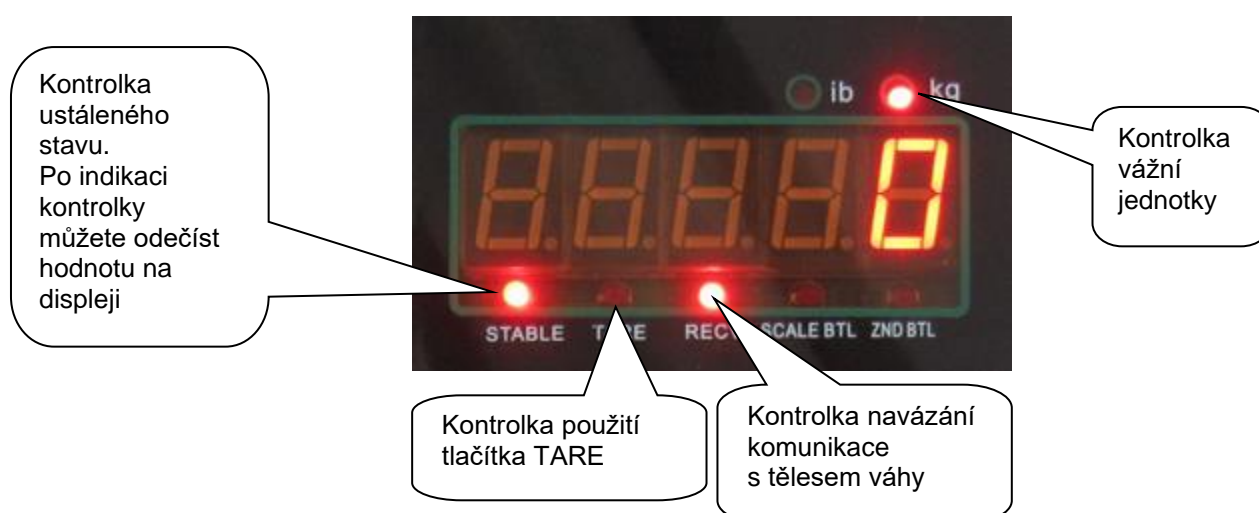 Kontrolka
ustáleného
stavu.
Po indikaci
kontrolky
můžete odečíst
hodnotu na
displeji
ib kg
0
STABLE SCALE BTL ZND BTL
Kontrolka
vážní
jednotky
Kontrolka použití
tlačítka TARE
Kontrolka navázání
komunikace
s tělesem váhy